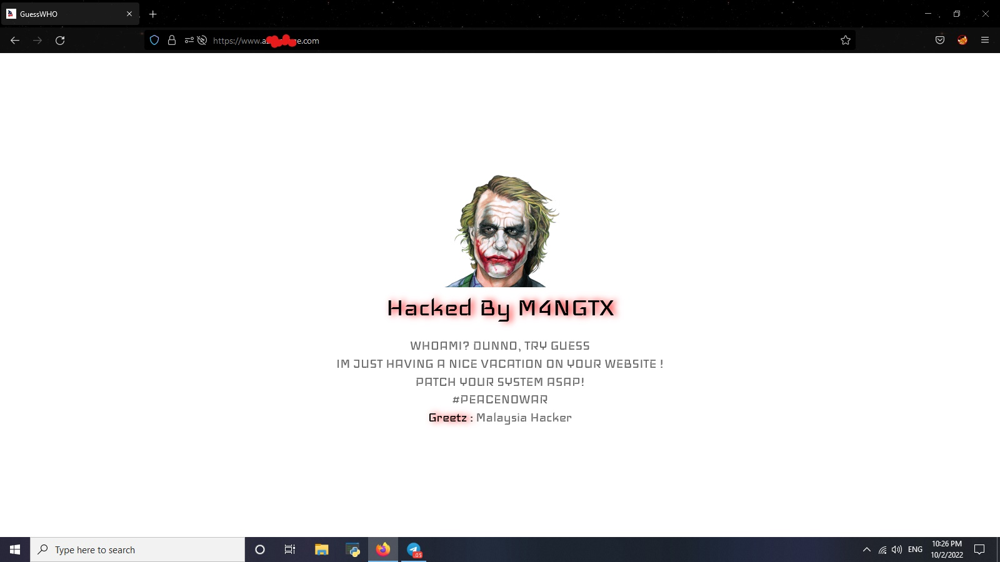 GuessWHO
https://www.
.com
Hacked By M4NGTX
WHOAMI? DUNNO, TRY GUESS
IM JUST HAVING A NICE VACATION ON YOUR WEBSITE !
PATCH YOUR SYSTEM ASAP!
#PEACENOWAR
Greetz : Malaysia Hacker
Type here to search
..05
ENG
10:26 PM
10/2/2022